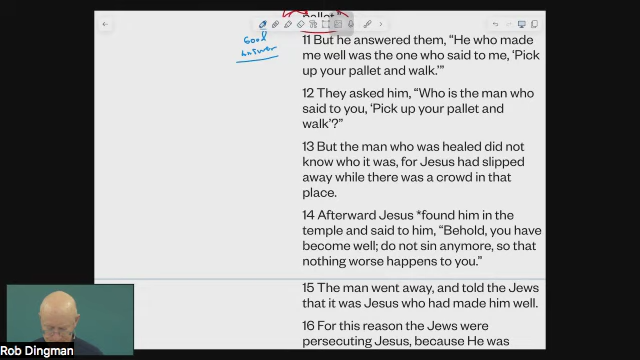 pallet"
Good
answer
11 But he answered them, “He who made
me well was the one who said to me, ‘Pick
up your pallet and walk.’”
12 They asked him, “Who is the man who
said to you, ‘Pick up your pallet and
walk’?”
13 But the man who was healed did not
know who it was, for Jesus had slipped
away while there was a crowd in that
place.
14 Afterward Jesus *found him in the
temple and said to him, “Behold, you have
become well; do not sin anymore, so that
nothing worse happens to you.”
15 The man went away, and told the Jews
that it was Jesus who had made him well.
16 For this reason the Jews were
persecuting Jesus, because He was
Rob Dingman